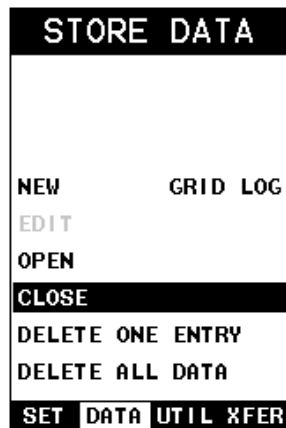 STORE DATA
NEW GRID LOG
EDIT
OPEN
CLOSE
DELETE ONE ENTRY
DELETE ALL DATA
SET DATA UTIL XFER